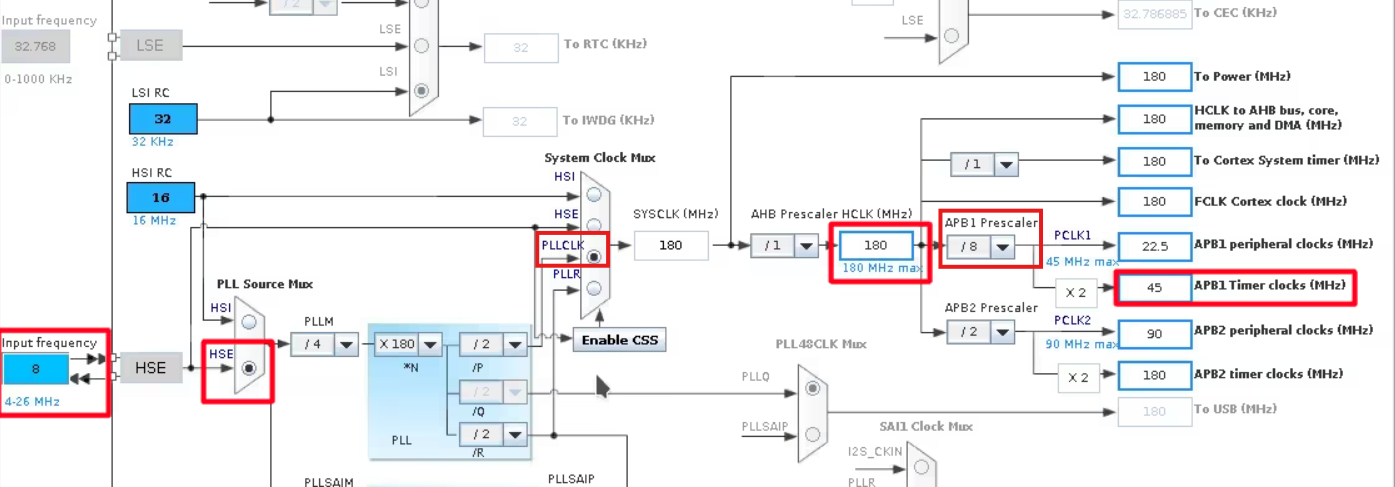 / 2
LSE
32.786885
To CEC (KHz)
Input frequency
32.768
0-1000 KHz
LSE
LSE
32
To RTC (KHz)
LSI
LSI RC
32
32 KHz
32
To IWDG (KHz)
180
To Power (MHz)
180
HCLK to AHB bus, core,
memory and DMA (MHz)
System Clock Mux
/ 1
180
To Cortex System timer (MHz)
HSI RC
16
16 MHz
HSI
HSE
PLLCLK
PLLR
SYSCLK (MHz)
180
AHB Prescaler
/ 1
HCLK (MHz)
180
180 MHz max
180
FCLK Cortex clock (MHz)
APB1 Prescaler
/ 8
PCLK1
45 MHz max
22.5
APB1 peripheral clocks (MHz)
X 2
45
APB1 Timer clocks (MHz)
APB2 Prescaler
/ 2
PCLK2
90 MHz max
90
APB2 peripheral clocks (MHz)
X 2
180
APB2 timer clocks (MHz)
PLL Source Mux
HSI
HSE
Input frequency
8
4-26 MHz
HSE
PLLM
/ 4
X 180
*N
/ 2
/P
/ 2
/Q
/ 2
/R
PLL
Enable CSS
PLL48CLK Mux
PLLQ
PLLSAIP
180
To USB (MHz)
SAI1 Clock Mux
I2S_CKIN
PLLR
PLLSAIM
PLLSAIP